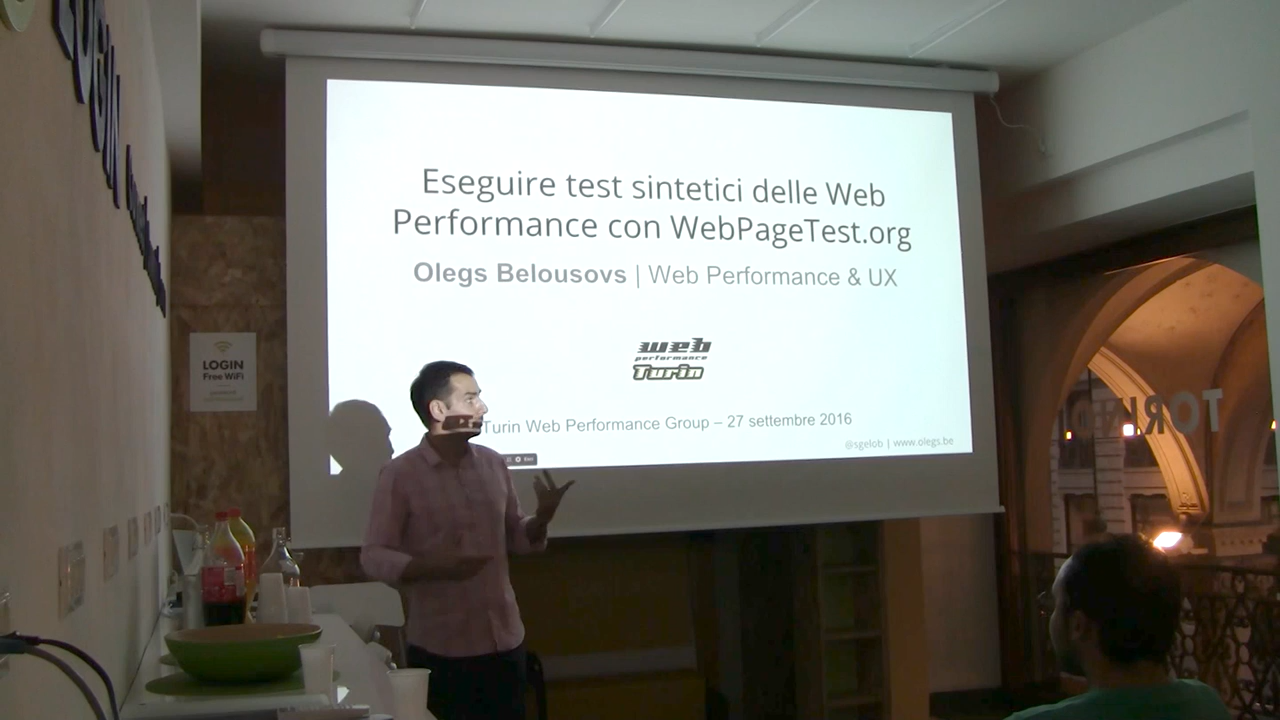 LOGIN
Eseguire test sintetici delle Web
Performance con WebPageTest.org
Olegs Belousovs | Web Performance & UX
web
performance
Turin
Turin Web Performance Group – 27 settembre 2016
@sgelob | www.olegs.be
LOGIN
Free WiFi